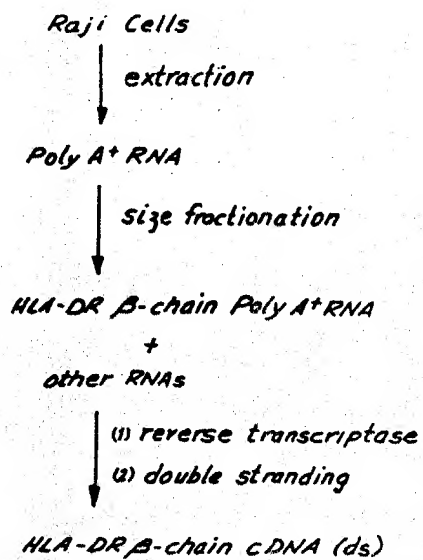 Raji Cells
extraction
Poly A⁺ RNA
size fractionation
HLA-DR β-chain Poly A⁺RNA
+
other RNAs
(1) reverse transcriptase
(2) double stranding
HLA-DR β-chain cDNA (ds)